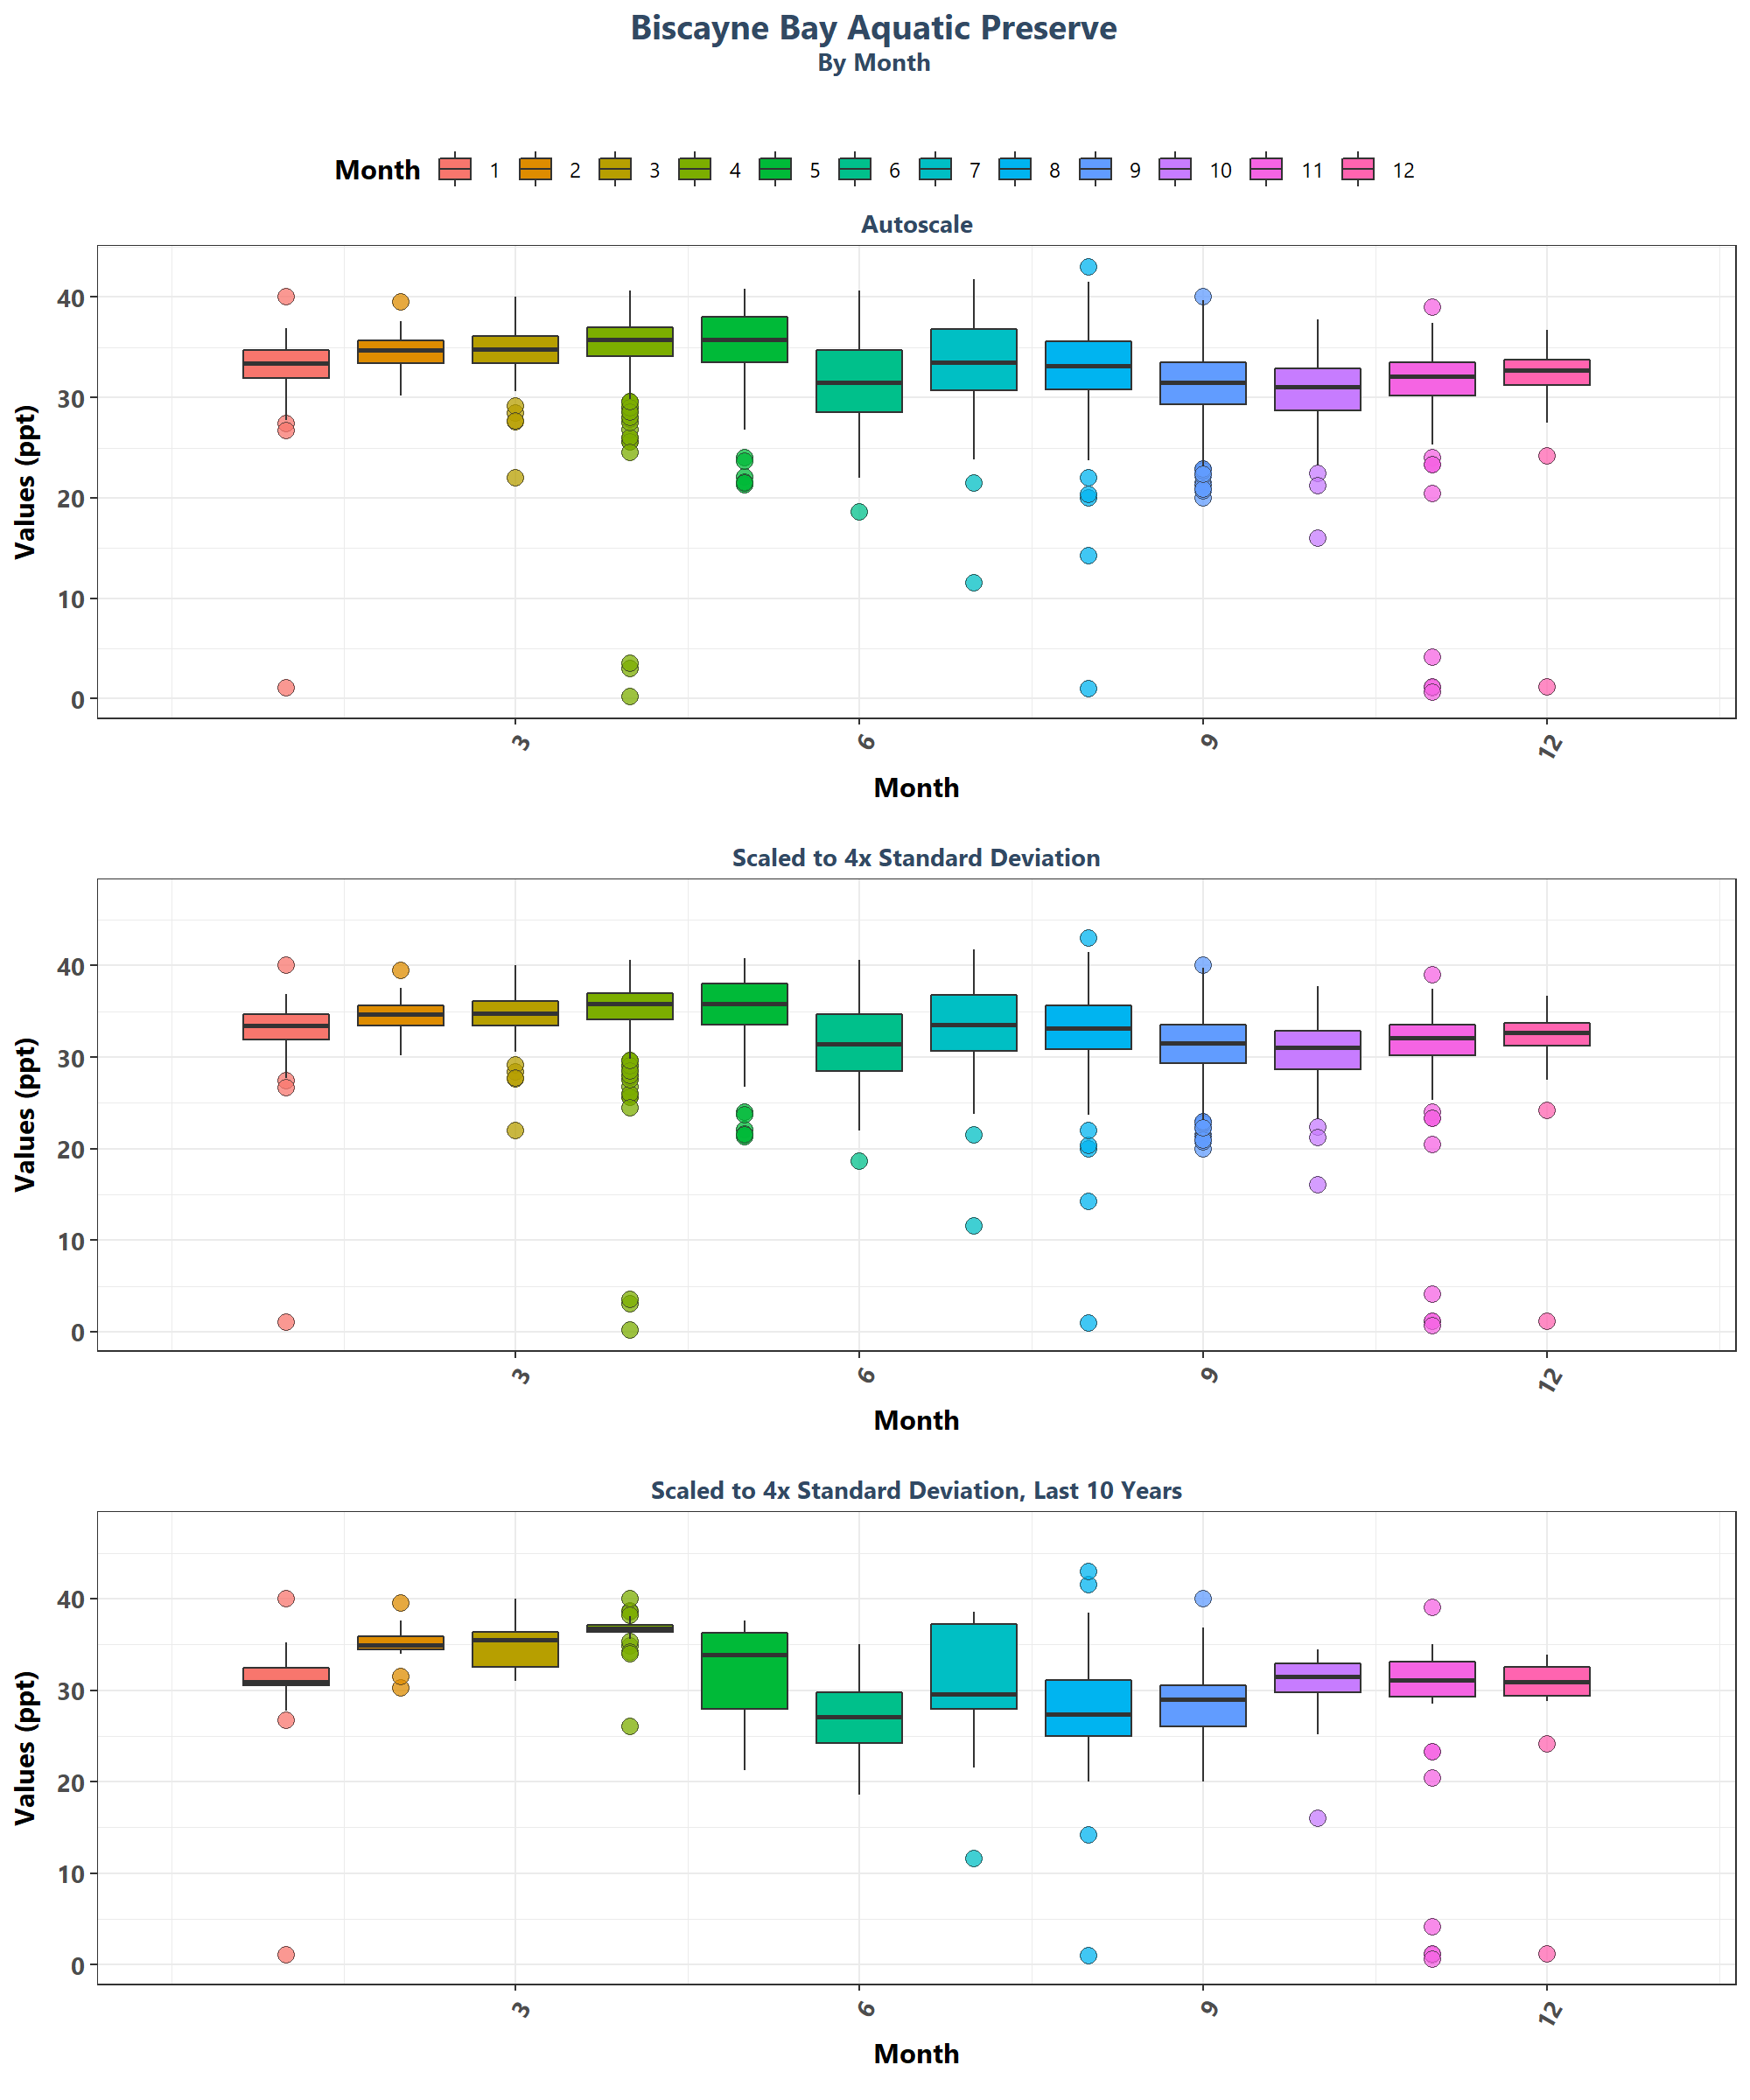 Biscayne Bay Aquatic Preserve
By Month
Month 1 2 3 4 5 6 7 8 9 10 11 12
Autoscale
Values (ppt)
40
30
20
10
0
3 6 9 12
Month
Scaled to 4x Standard Deviation
Values (ppt)
40
30
20
10
0
3 6 9 12
Month
Scaled to 4x Standard Deviation, Last 10 Years
Values (ppt)
40
30
20
10
0
3 6 9 12
Month